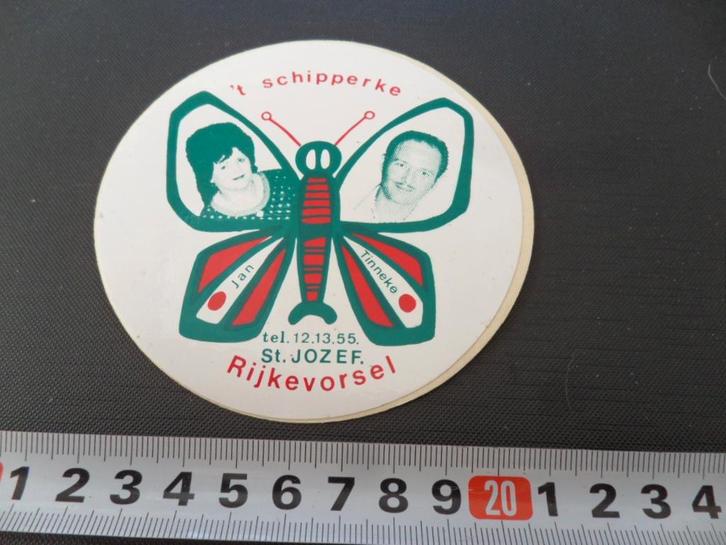 't schipperke
Jan
Tinneke
tel. 12.13.55.
St. JOZEF.
Rijkevorsel
1 2 3 4 5 6 7 8 9 20 1 2 3 4